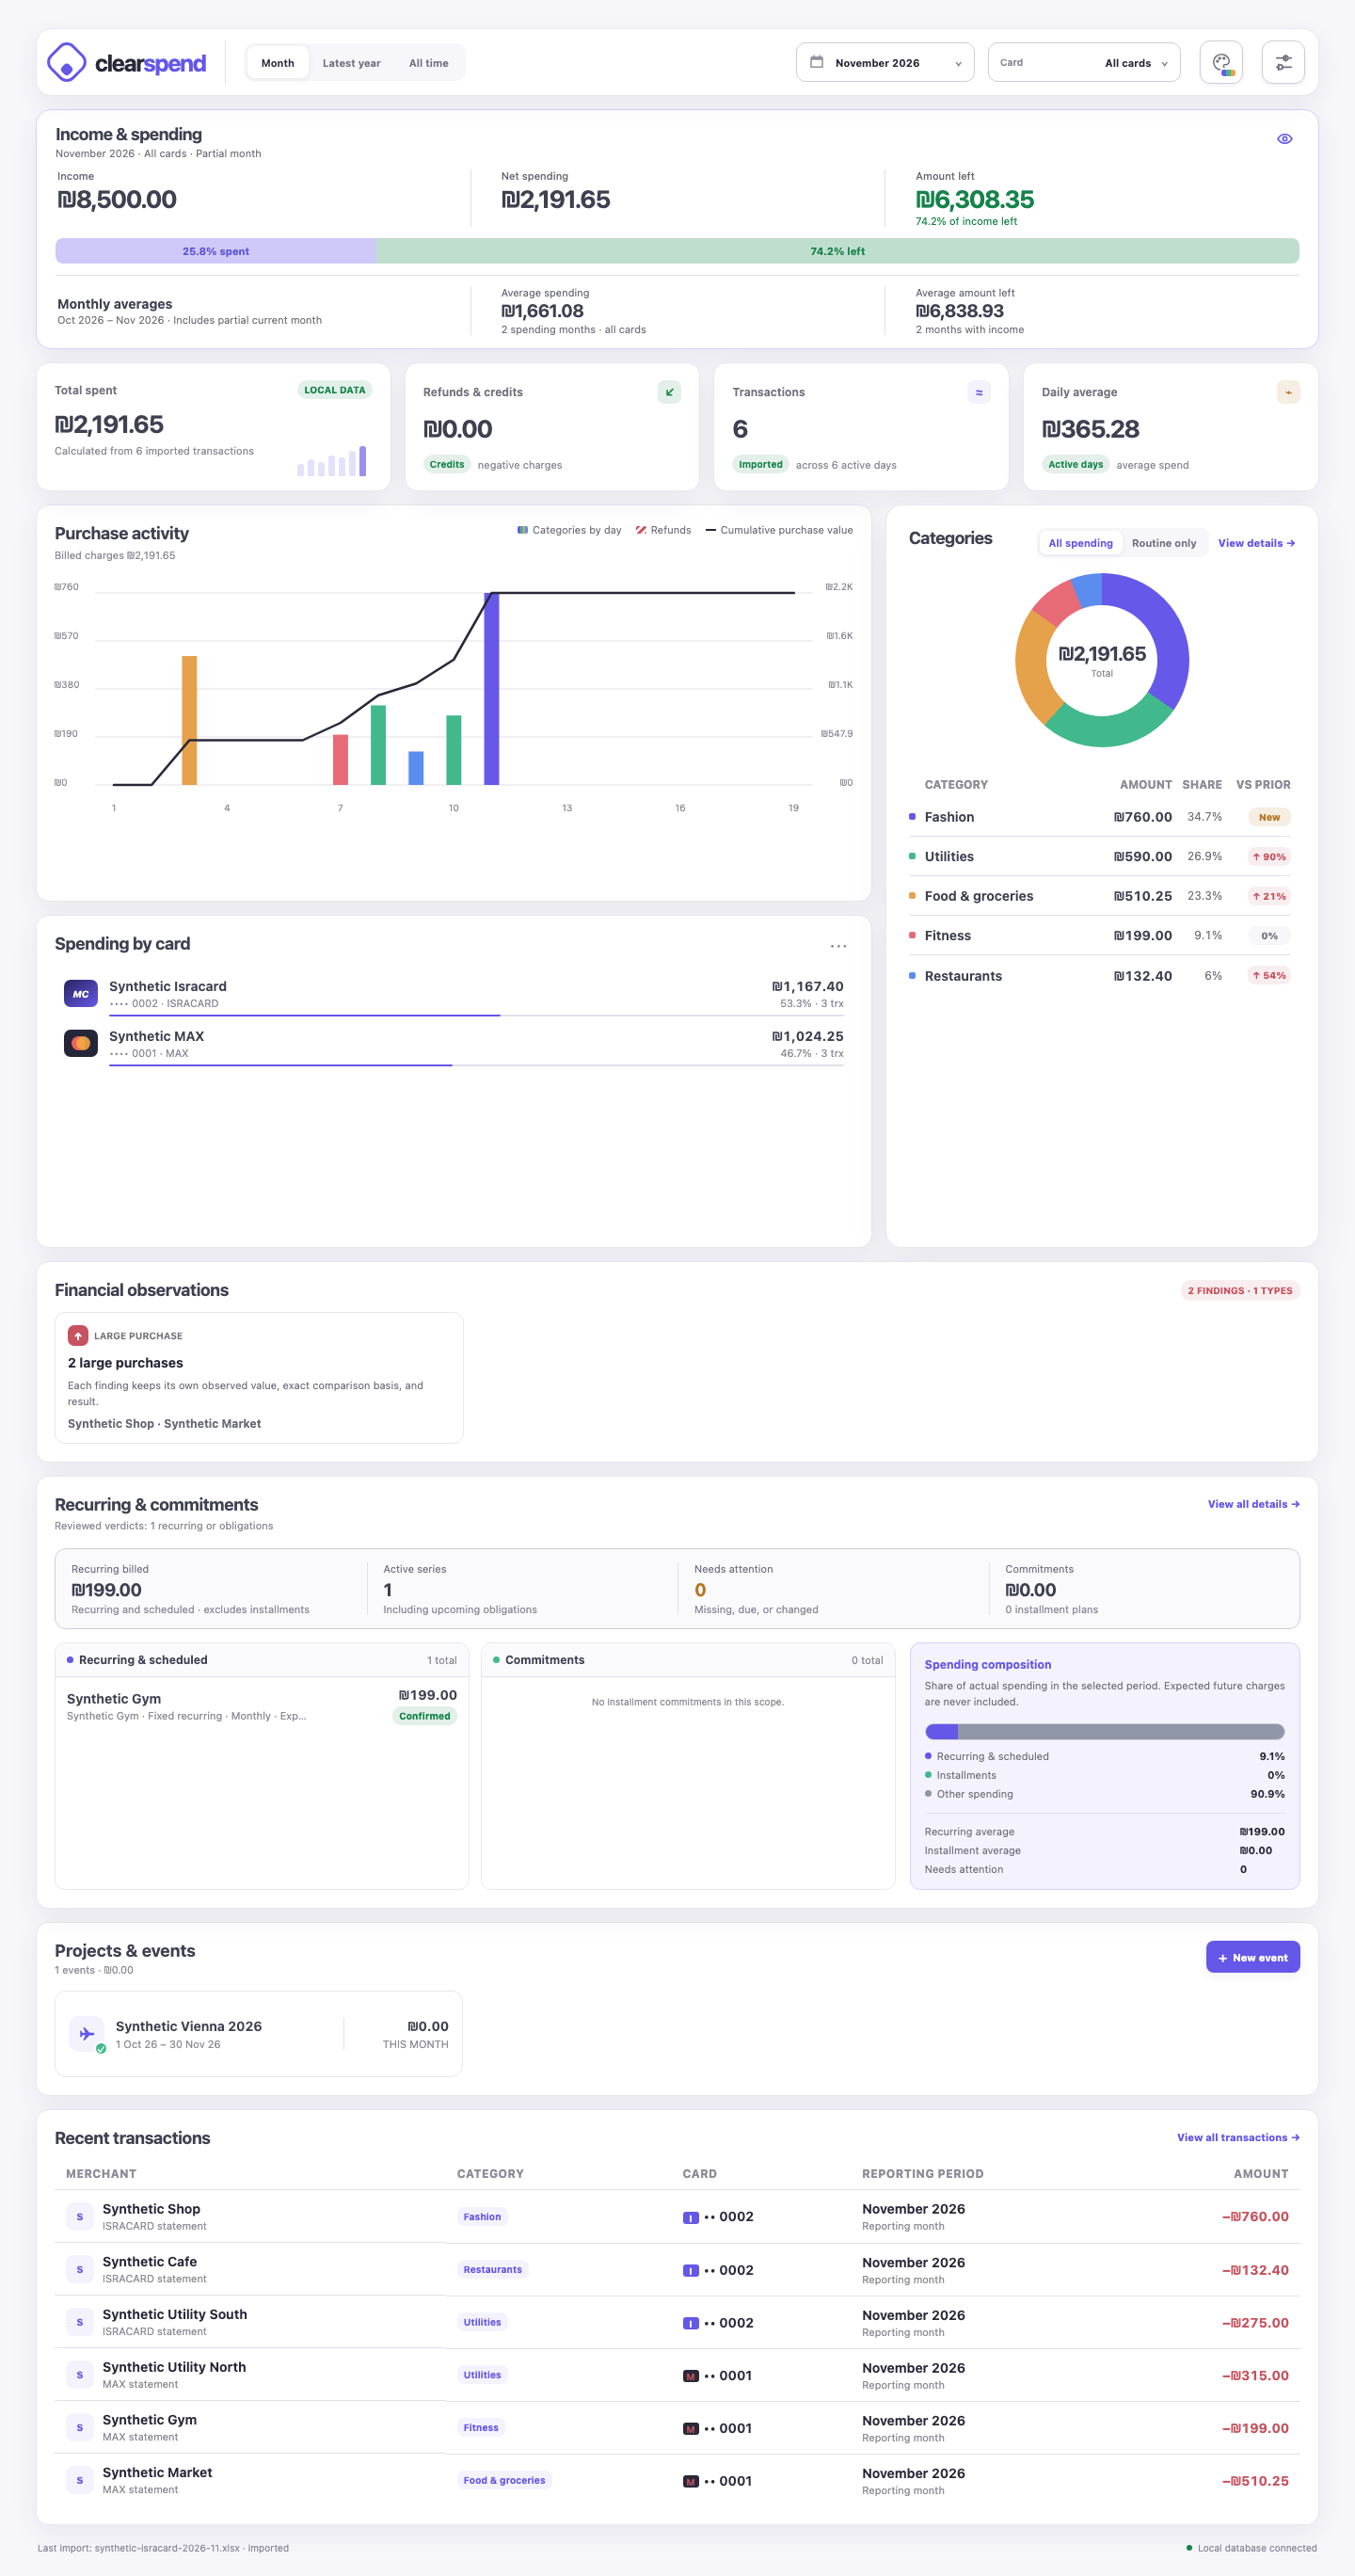 clearspend
Month Latest year All time
November 2026
Card All cards
Income & spending
November 2026 · All cards · Partial month
Income
₪8,500.00
Net spending
₪2,191.65
Amount left
₪6,308.35
74.2% of income left
25.8% spent
74.2% left
Monthly averages
Oct 2026 – Nov 2026 · Includes partial current month
Average spending
₪1,661.08
2 spending months · all cards
Average amount left
₪6,838.93
2 months with income
Total spent
LOCAL DATA
₪2,191.65
Calculated from 6 imported transactions
Refunds & credits
₪0.00
Credits negative charges
Transactions
≈
6
Imported across 6 active days
Daily average
₪365.28
Active days average spend
Purchase activity
Billed charges ₪2,191.65
Categories by day Refunds Cumulative purchase value
₪760 ₪2.2K
₪570 ₪1.6K
₪380 ₪1.1K
₪190 ₪547.9
₪0 ₪0
1 4 7 10 13 16 19
Categories
All spending Routine only View details →
₪2,191.65
Total
CATEGORY AMOUNT SHARE VS PRIOR
Fashion ₪760.00 34.7% New
Utilities ₪590.00 26.9% ↑ 90%
Food & groceries ₪510.25 23.3% ↑ 21%
Fitness ₪199.00 9.1% 0%
Restaurants ₪132.40 6% ↑ 54%
Spending by card
···
MC
Synthetic Isracard ₪1,167.40
•••• 0002 · ISRACARD 53.3% · 3 trx
Synthetic MAX ₪1,024.25
•••• 0001 · MAX 46.7% · 3 trx
Financial observations
2 FINDINGS · 1 TYPES
↑ LARGE PURCHASE
2 large purchases
Each finding keeps its own observed value, exact comparison basis, and
result.
Synthetic Shop · Synthetic Market
Recurring & commitments
View all details →
Reviewed verdicts: 1 recurring or obligations
Recurring billed
₪199.00
Recurring and scheduled · excludes installments
Active series
1
Including upcoming obligations
Needs attention
0
Missing, due, or changed
Commitments
₪0.00
0 installment plans
Recurring & scheduled 1 total
Synthetic Gym ₪199.00
Synthetic Gym · Fixed recurring · Monthly · Exp... Confirmed
Commitments 0 total
No installment commitments in this scope.
Spending composition
Share of actual spending in the selected period. Expected future charges
are never included.
Recurring & scheduled 9.1%
Installments 0%
Other spending 90.9%
Recurring average ₪199.00
Installment average ₪0.00
Needs attention 0
Projects & events
1 events · ₪0.00
+ New event
Synthetic Vienna 2026 ₪0.00
1 Oct 26 – 30 Nov 26 THIS MONTH
Recent transactions
View all transactions →
MERCHANT CATEGORY CARD REPORTING PERIOD AMOUNT
S Synthetic Shop Fashion I •• 0002 November 2026 −₪760.00
ISRACARD statement Reporting month
S Synthetic Cafe Restaurants I •• 0002 November 2026 −₪132.40
ISRACARD statement Reporting month
S Synthetic Utility South Utilities I •• 0002 November 2026 −₪275.00
ISRACARD statement Reporting month
S Synthetic Utility North Utilities M •• 0001 November 2026 −₪315.00
MAX statement Reporting month
S Synthetic Gym Fitness M •• 0001 November 2026 −₪199.00
MAX statement Reporting month
S Synthetic Market Food & groceries M •• 0001 November 2026 −₪510.25
MAX statement Reporting month
Last import: synthetic-isracard-2026-11.xlsx · imported
Local database connected